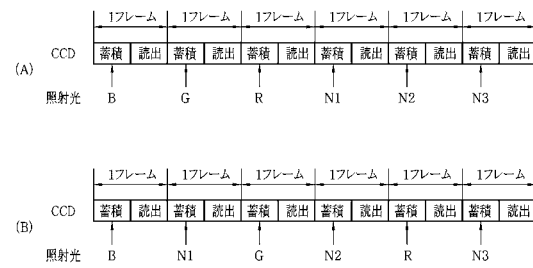 1フレーム 1フレーム 1フレーム 1フレーム 1フレーム 1フレーム
CCD 蓄積 読出 蓄積 読出 蓄積 読出 蓄積 読出 蓄積 読出 蓄積 読出
(A)
照射光 B G R N1 N2 N3
1フレーム 1フレーム 1フレーム 1フレーム 1フレーム 1フレーム
CCD 蓄積 読出 蓄積 読出 蓄積 読出 蓄積 読出 蓄積 読出 蓄積 読出
(B)
照射光 B N1 G N2 R N3